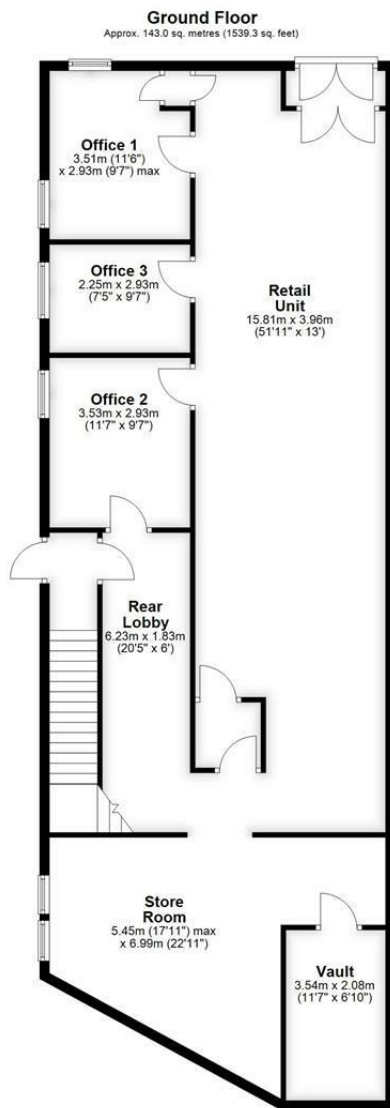 Ground Floor
Approx. 143.0 sq. metres (1539.3 sq. feet)
Office 1
3.51m (11'6")
x 2.93m (9'7") max
Office 3
2.25m x 2.93m
(7'5" x 9'7")
Retail
Unit
15.81m x 3.96m
(51'11" x 13')
Office 2
3.53m x 2.93m
(11'7" x 9'7")
Rear
Lobby
6.23m x 1.83m
(20'5" x 6')
Store
Room
5.45m (17'11") max
x 6.99m (22'11")
Vault
3.54m x 2.08m
(11'7" x 6'10")